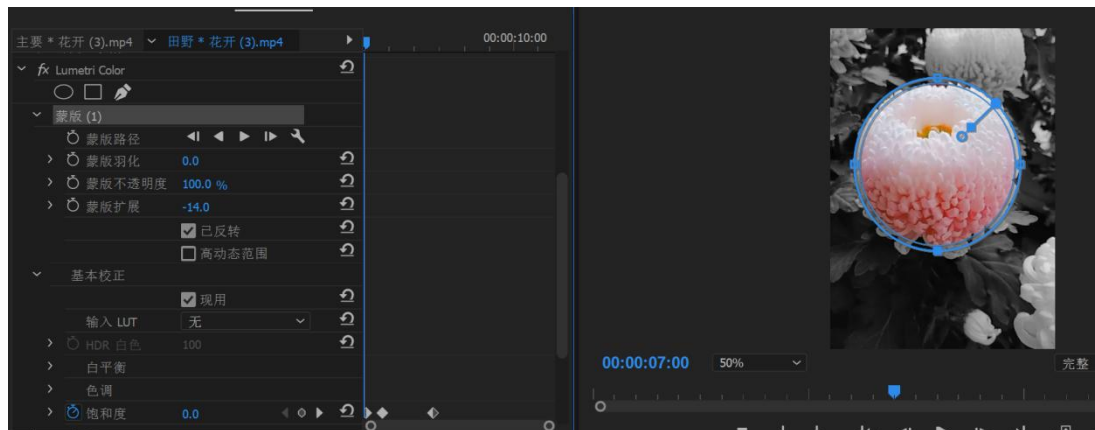 主要 * 花开 (3).mp4 田野 * 花开 (3).mp4 00:00:10:00
fx Lumetri Color
蒙版 (1)
蒙版路径
蒙版羽化 0.0
蒙版不透明度 100.0 %
蒙版扩展 -14.0
已反转
高动态范围
基本校正
现用
输入 LUT 无
HDR 白色 100
白平衡
色调
饱和度 0.0
00:00:07:00 50% 完整